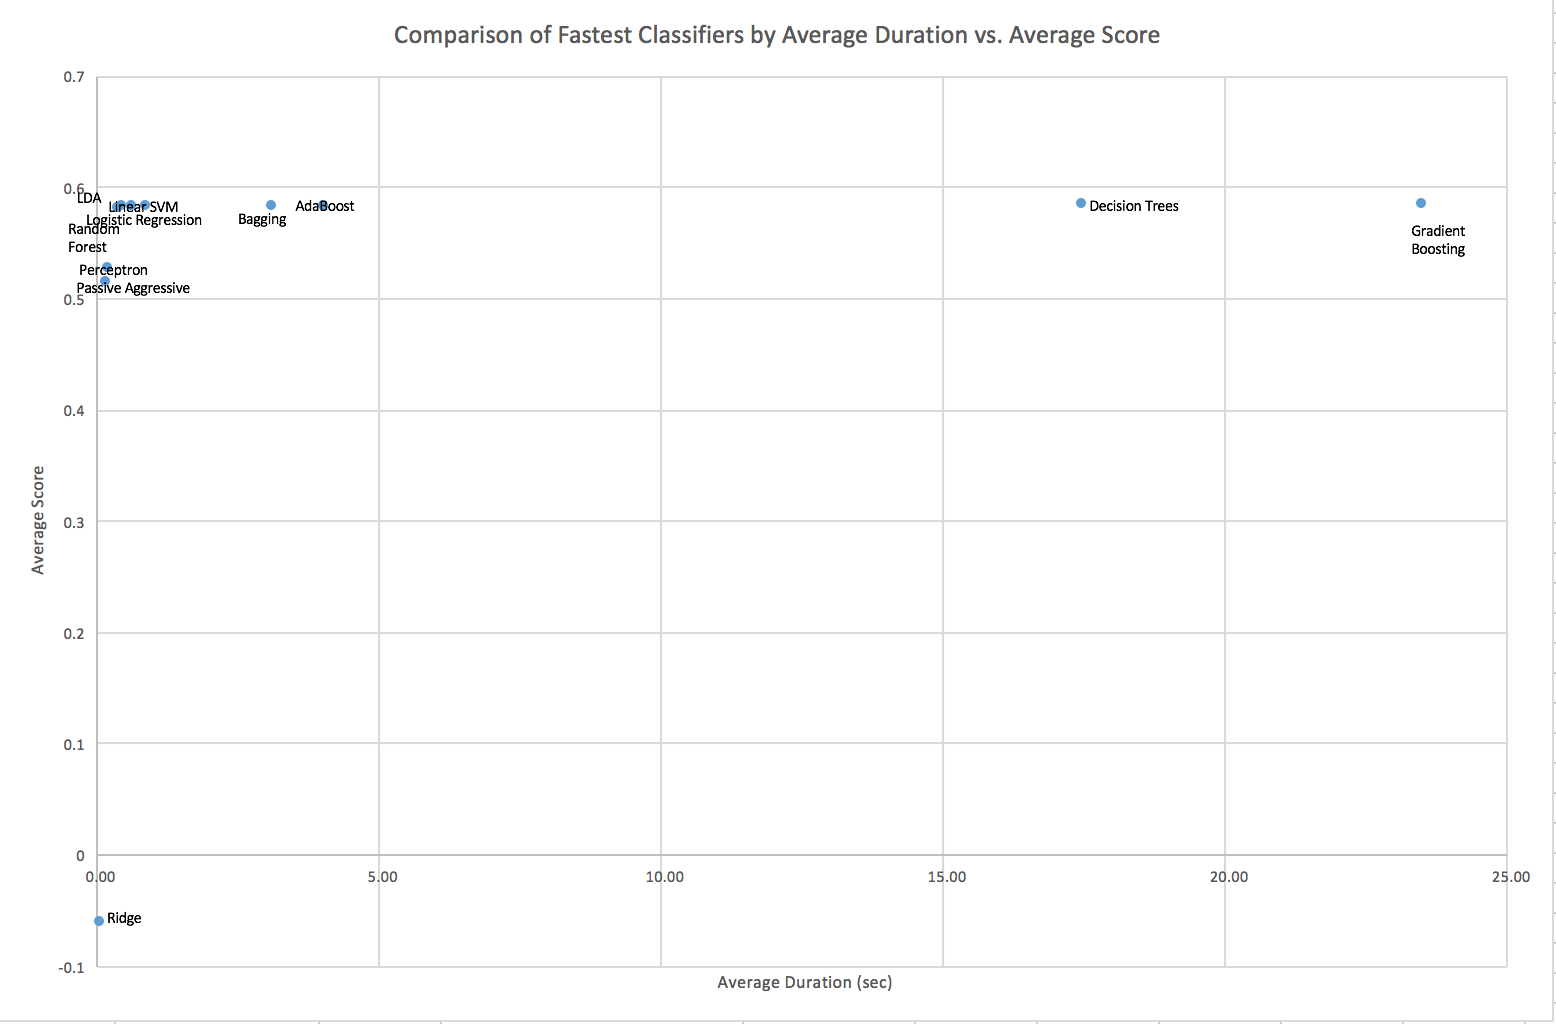 Comparison of Fastest Classifiers by Average Duration vs. Average Score
0.7
0.6
LDA
Linear SVM
AdaBoost
Decision Trees
Logistic Regression
Bagging
Random
Forest
Gradient
Boosting
Perceptron
Passive Aggressive
0.5
0.4
Average Score
0.3
0.2
0.1
0
0.00 5.00 10.00 15.00 20.00 25.00
Ridge
-0.1
Average Duration (sec)